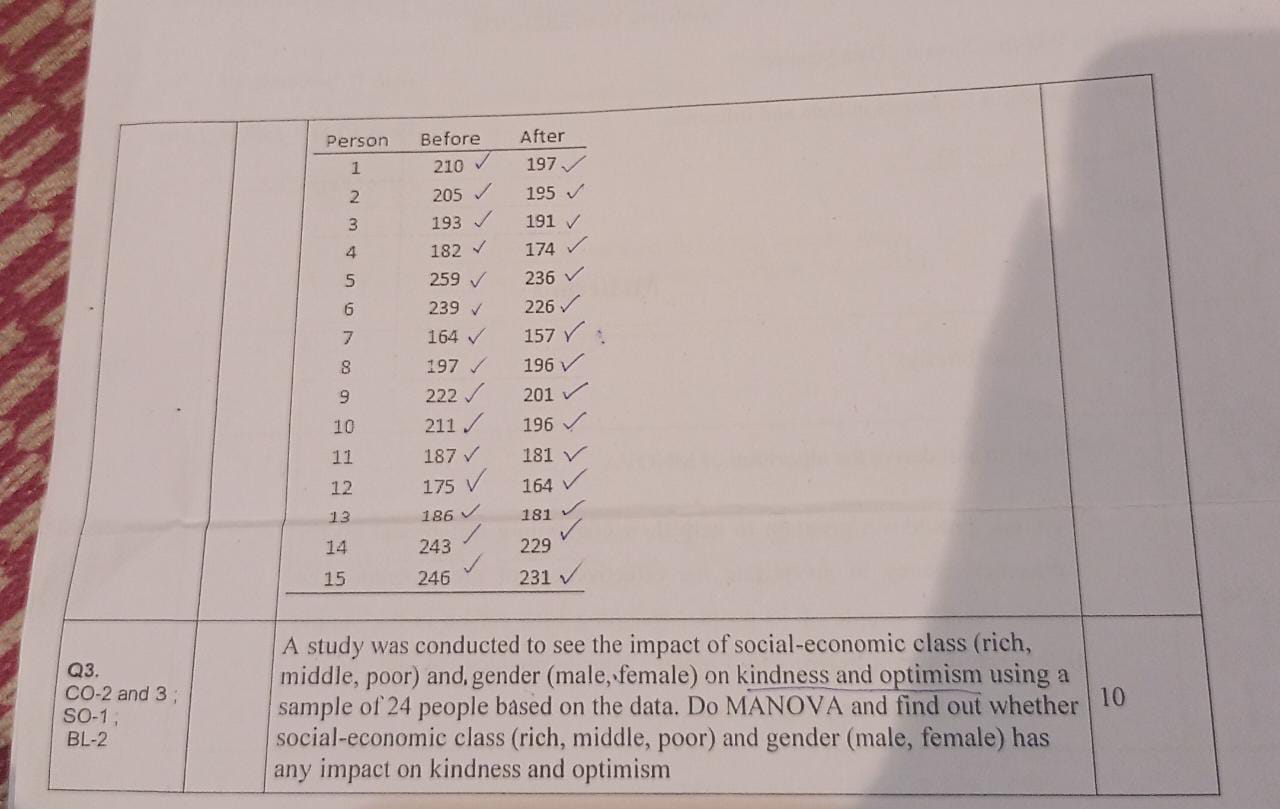 Person Before After
1 210 ✓ 197 ✓
2 205 ✓ 195 ✓
3 193 ✓ 191 ✓
4 182 ✓ 174 ✓
5 259 ✓ 236 ✓
6 239 ✓ 226 ✓
7 164 ✓ 157 ✓
8 197 ✓ 196 ✓
9 222 ✓ 201 ✓
10 211 ✓ 196 ✓
11 187 ✓ 181 ✓
12 175 ✓ 164 ✓
13 186 ✓ 181 ✓
14 243 ✓ 229 ✓
15 246 ✓ 231 ✓
Q3.
CO-2 and 3 ;
SO-1 ;
BL-2
A study was conducted to see the impact of social-economic class (rich,
middle, poor) and gender (male, female) on kindness and optimism using a
sample of 24 people based on the data. Do MANOVA and find out whether
social-economic class (rich, middle, poor) and gender (male, female) has
any impact on kindness and optimism
10